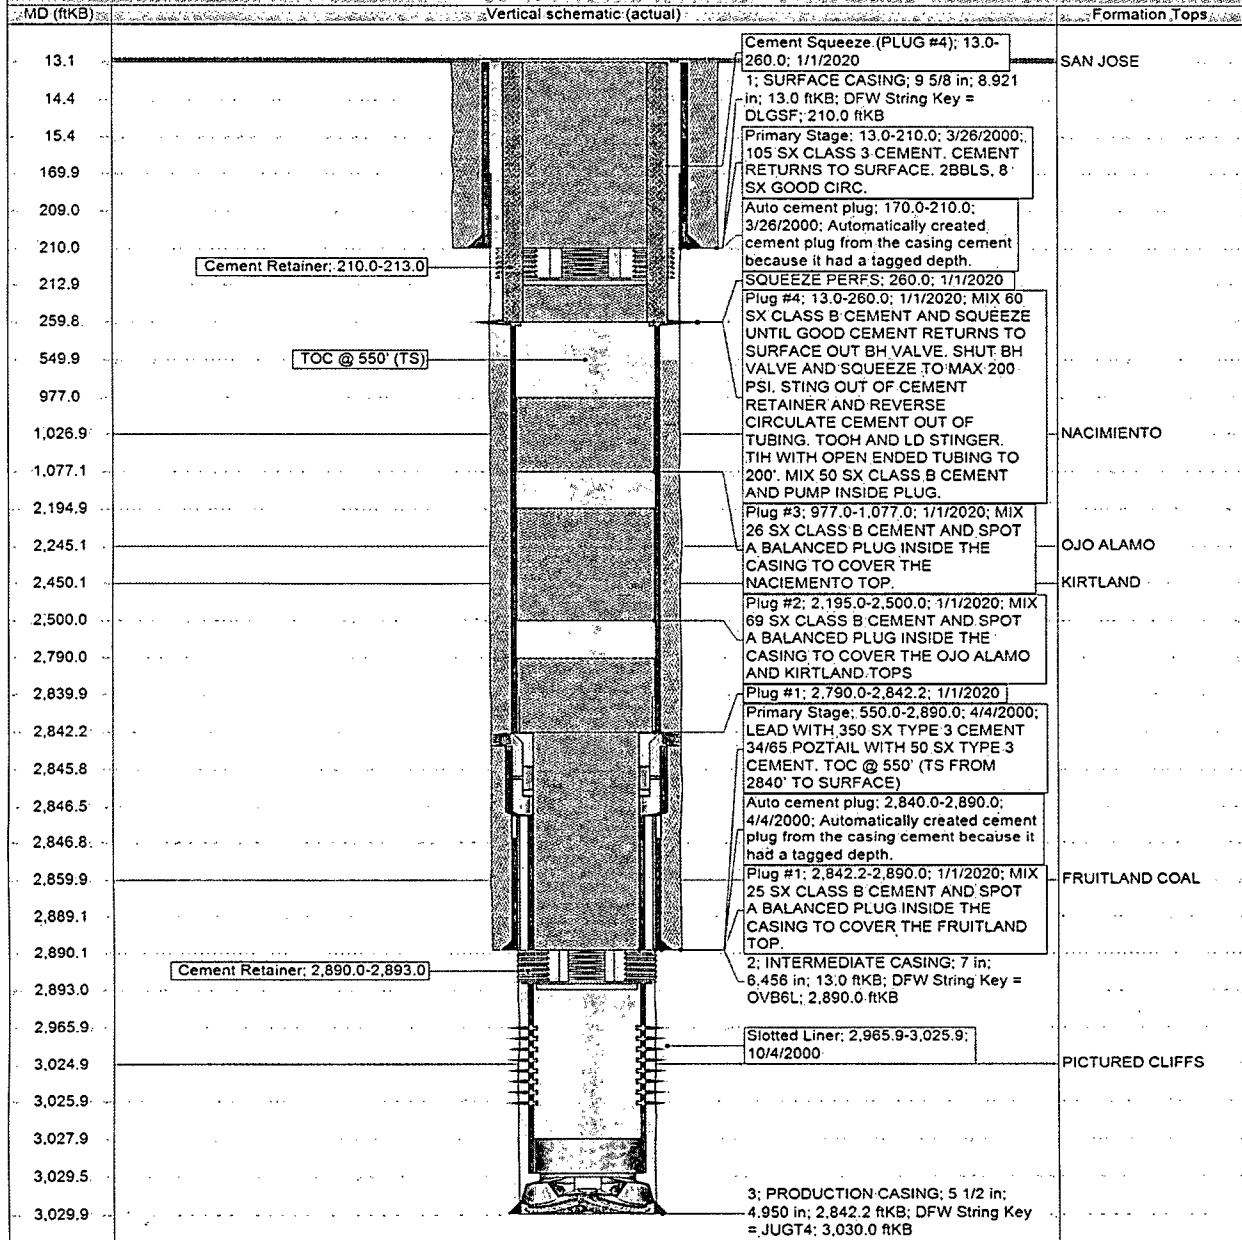 MD (ftKB)
Vertical schematic (actual)
Formation Tops
13.1
14.4
15.4
169.9
209.0
210.0
212.9
259.8
549.9
977.0
1,026.9
1,077.1
2,194.9
2,245.1
2,450.1
2,500.0
2,790.0
2,839.9
2,842.2
2,845.8
2,846.5
2,846.8
2,859.9
2,889.1
2,890.1
2,893.0
2,965.9
3,024.9
3,025.9
3,027.9
3,029.5
3,029.9
Cement Retainer; 210.0-213.0
TOC @ 550' (TS)
Cement Retainer; 2,890.0-2,893.0
Cement Squeeze (PLUG #4); 13.0-
260.0; 1/1/2020
1; SURFACE CASING; 9 5/8 in; 8.921
in; 13.0 ftKB; DFW String Key =
DLGSF; 210.0 ftKB
Primary Stage; 13.0-210.0; 3/26/2000;
105 SX CLASS 3 CEMENT. CEMENT
RETURNS TO SURFACE. 2BBLS, 8
SX GOOD CIRC.
Auto cement plug; 170.0-210.0;
3/26/2000; Automatically created
cement plug from the casing cement
because it had a tagged depth.
SQUEEZE PERFS; 260.0; 1/1/2020
Plug #4; 13.0-260.0; 1/1/2020; MIX 60
SX CLASS B CEMENT AND SQUEEZE
UNTIL GOOD CEMENT RETURNS TO
SURFACE OUT BH VALVE. SHUT BH
VALVE AND SQUEEZE TO MAX 200
PSI. STING OUT OF CEMENT
RETAINER AND REVERSE
CIRCULATE CEMENT OUT OF
TUBING. TOOH AND LD STINGER.
TIH WITH OPEN ENDED TUBING TO
200'. MIX 50 SX CLASS B CEMENT
AND PUMP INSIDE PLUG.
Plug #3; 977.0-1,077.0; 1/1/2020; MIX
26 SX CLASS B CEMENT AND SPOT
A BALANCED PLUG INSIDE THE
CASING TO COVER THE
NACIEMENTO TOP.
Plug #2; 2,195.0-2,500.0; 1/1/2020; MIX
69 SX CLASS B CEMENT AND SPOT
A BALANCED PLUG INSIDE THE
CASING TO COVER THE OJO ALAMO
AND KIRTLAND TOPS
Plug #1; 2,790.0-2,842.2; 1/1/2020
Primary Stage; 550.0-2,890.0; 4/4/2000;
LEAD WITH 350 SX TYPE 3 CEMENT
34/65 POZTAIL WITH 50 SX TYPE 3
CEMENT. TOC @ 550' (TS FROM
2840' TO SURFACE)
Auto cement plug; 2,840.0-2,890.0;
4/4/2000; Automatically created cement
plug from the casing cement because it
had a tagged depth.
Plug #1; 2,842.2-2,890.0; 1/1/2020; MIX
25 SX CLASS B CEMENT AND SPOT
A BALANCED PLUG INSIDE THE
CASING TO COVER THE FRUITLAND
TOP.
2; INTERMEDIATE CASING; 7 in;
6.456 in; 13.0 ftKB; DFW String Key =
OVB6L; 2,890.0 ftKB
Slotted Liner; 2,965.9-3,025.9;
10/4/2000
3; PRODUCTION CASING; 5 1/2 in;
4.950 in; 2,842.2 ftKB; DFW String Key
= JUGT4; 3,030.0 ftKB
SAN JOSE
NACIMIENTO
OJO ALAMO
KIRTLAND
FRUITLAND COAL
PICTURED CLIFFS